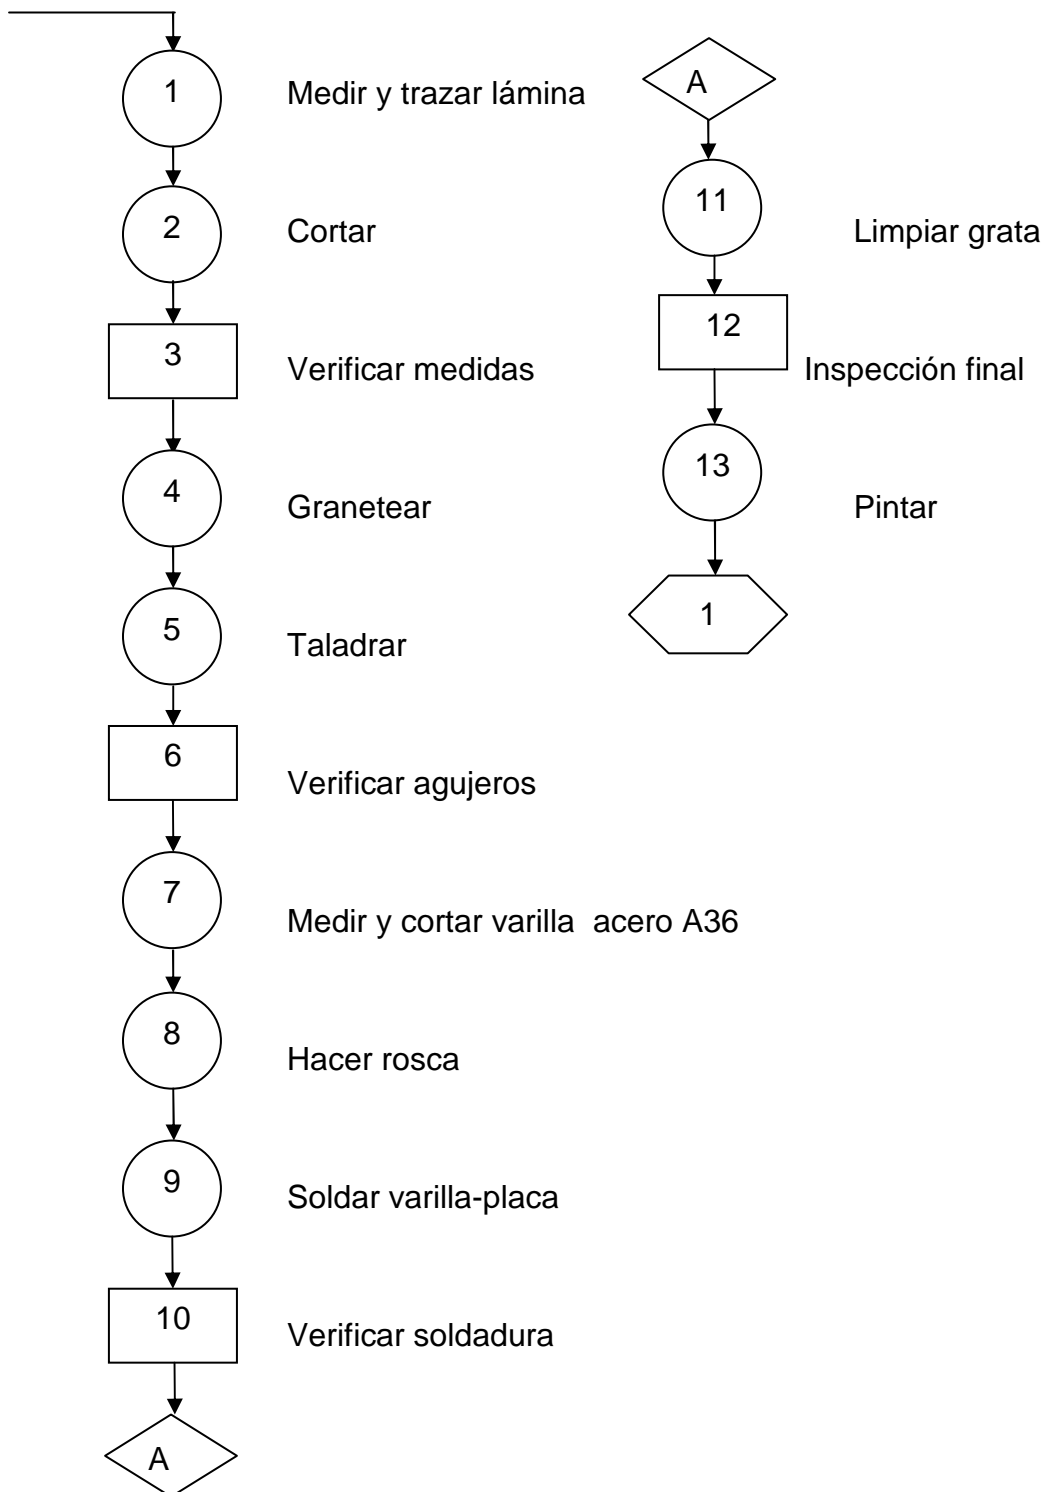 1 Medir y trazar lámina
2 Cortar
3 Verificar medidas
4 Granetear
5 Taladrar
6 Verificar agujeros
7 Medir y cortar varilla  acero A36
8 Hacer rosca
9 Soldar varilla-placa
10 Verificar soldadura
A
A
11 Limpiar grata
12 Inspección final
13 Pintar
1